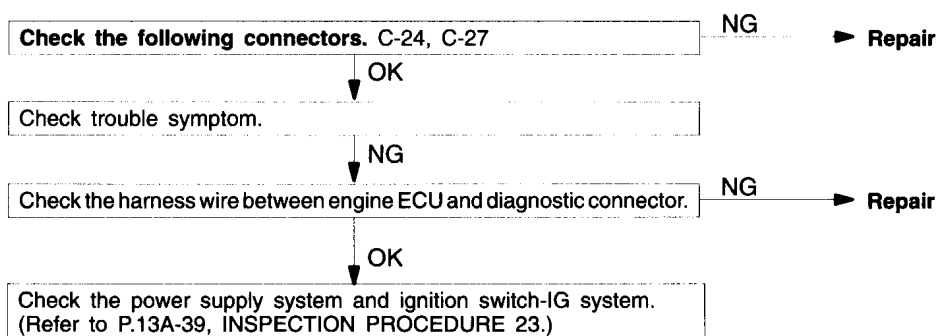 Check the following connectors. C-24, C-27
NG
Repair
OK
Check trouble symptom.
NG
Check the harness wire between engine ECU and diagnostic connector.
NG
Repair
OK
Check the power supply system and ignition switch-IG system.
(Refer to P.13A-39, INSPECTION PROCEDURE 23.)